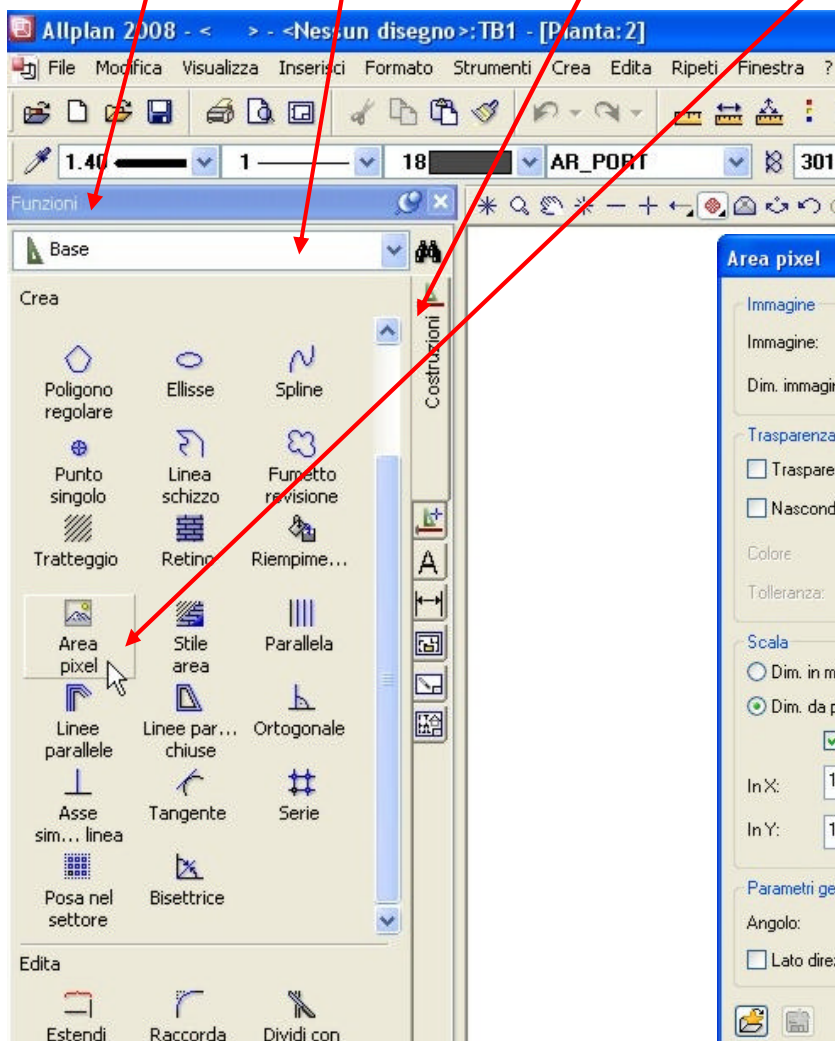 Allplan 2008 - < > - <Nessun disegno>:TB1 - [Pianta:2]
File Modifica Visualizza Inserisci Formato Strumenti Crea Edita Ripeti Finestra ?
1.40 1 18 AR_PORT 301
Funzioni
Base
Crea
Costruzioni
Poligono regolare
Ellisse
Spline
Punto singolo
Linea schizzo
Fumetto revisione
Tratteggio
Retino
Riempime...
Area pixel
Stile area
Parallela
Linee parallele
Linee par... chiuse
Ortogonale
Asse sim... linea
Tangente
Serie
Posa nel settore
Bisettrice
Edita
Estendi
Raccorda
Dividi con
A
Area pixel
Immagine
Immagine:
Dim. immagin
Trasparenza
Traspare
Nascond
Colore
Tolleranza:
Scala
Dim. in m
Dim. da p
In X: 1
In Y: 1
Parametri ge
Angolo:
Lato dire